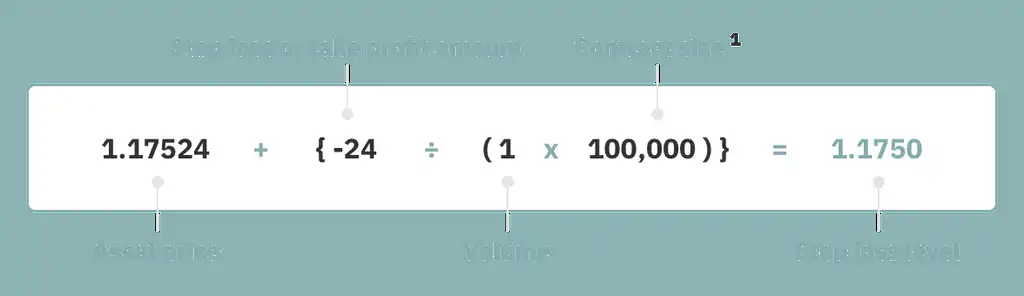 Stop loss or take profit amount Contract size 1
1.17524 + { -24 ÷ ( 1 x 100,000 ) } = 1.1750
Asset price Volume Stop loss level